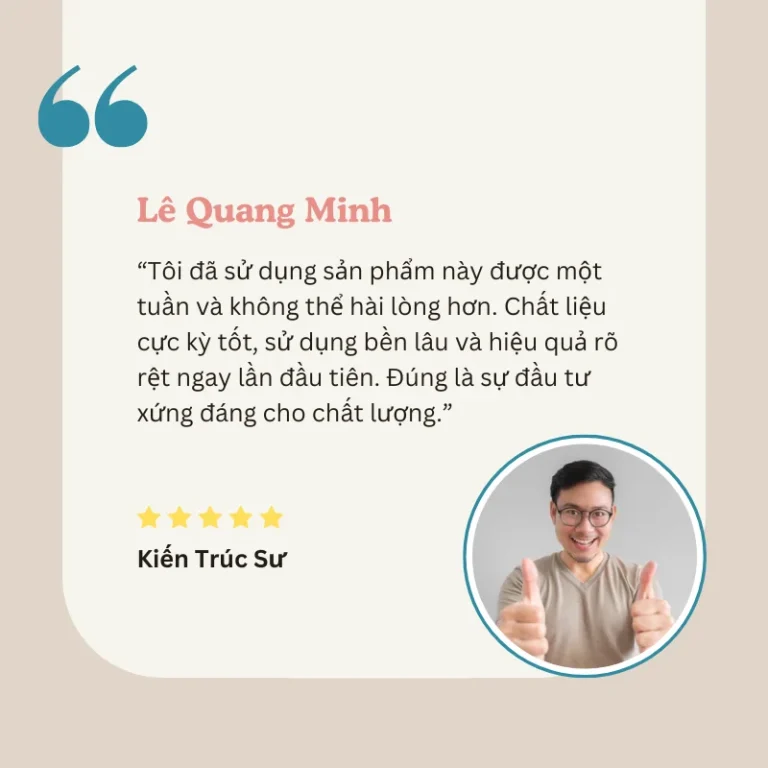 Lê Quang Minh
“Tôi đã sử dụng sản phẩm này được một
tuần và không thể hài lòng hơn. Chất liệu
cực kỳ tốt, sử dụng bền lâu và hiệu quả rõ
rệt ngay lần đầu tiên. Đúng là sự đầu tư
xứng đáng cho chất lượng.”
Kiến Trúc Sư